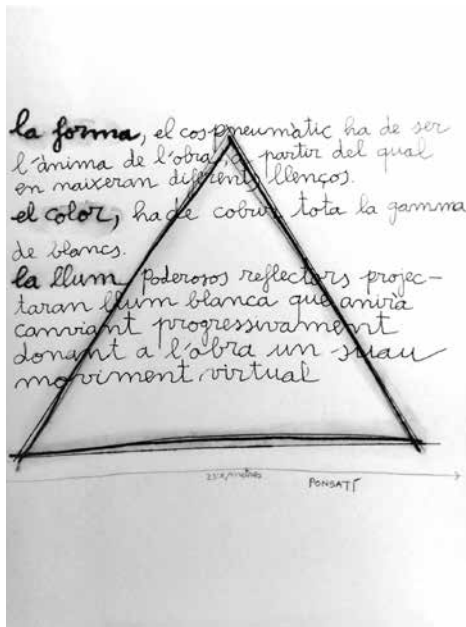 la forma, el cos pneumàtic ha de ser
l'ànima de l'obra, a partir del qual
en naixeran diferents llenços.
el color, ha de cobrir tota la gamma
de blancs.
la llum poderosos reflectors projec-
taran llum blanca que anirà
canviant progressivament
donant a l'obra un suau
moviment virtual
metres
PONSATÍ